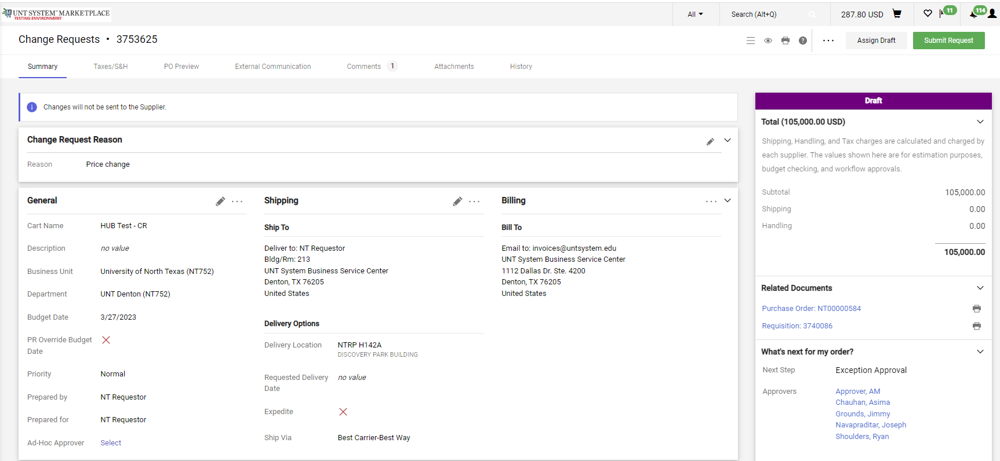 UNT SYSTEM™ MARKETPLACE
TESTING ENVIRONMENT
All
Search (Alt+Q)
287.80 USD
11
114
Change Requests • 3753625
Assign Draft
Submit Request
Summary
Taxes/S&H
PO Preview
External Communication
Comments 1
Attachments
History
Changes will not be sent to the Supplier.
Change Request Reason
Reason Price change
General
Cart Name HUB Test - CR
Description no value
Business Unit University of North Texas (NT752)
Department UNT Denton (NT752)
Budget Date 3/27/2023
PR Override Budget
Date
Priority Normal
Prepared by NT Requestor
Prepared for NT Requestor
Ad-Hoc Approver Select
Shipping
Ship To
Deliver to: NT Requestor
Bldg/Rm: 213
UNT System Business Service Center
Denton, TX 76205
United States
Delivery Options
Delivery Location NTRP H142A
DISCOVERY PARK BUILDING
Requested Delivery no value
Date
Expedite
Ship Via Best Carrier-Best Way
Billing
Bill To
Email to: invoices@untsystem.edu
UNT System Business Service Center
1112 Dallas Dr. Ste. 4200
Denton, TX 76205
United States
Draft
Total (105,000.00 USD)
Shipping, Handling, and Tax charges are calculated and charged by
each supplier. The values shown here are for estimation purposes,
budget checking, and workflow approvals.
Subtotal 105,000.00
Shipping 0.00
Handling 0.00
105,000.00
Related Documents
Purchase Order: NT00000584
Requisition: 3740086
What's next for my order?
Next Step Exception Approval
Approvers Approver, AM
Chauhan, Asima
Grounds, Jimmy
Navapraditar, Joseph
Shoulders, Ryan